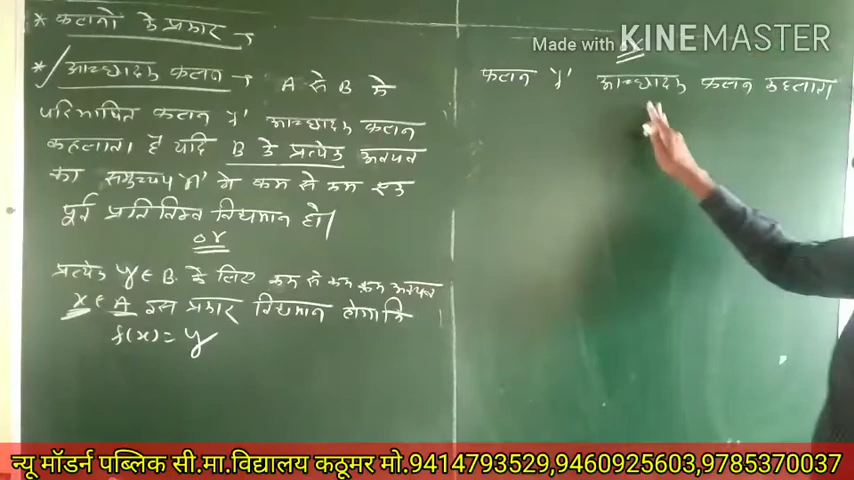 * फलनों के प्रकार →
*/ आच्छादक फलन → A से B में
परिभाषित फलन 'f' आच्छादक फलन
कहलाता है यदि B के प्रत्येक अवयव
का समुच्चय 'A' में कम से कम एक
पूर्व प्रतिबिम्ब विद्यमान हो।
or
प्रत्येक y ∈ B के लिए कम से कम एक अवयव
x ∈ A इस प्रकार विद्यमान होगा कि
f(x) = y
Made with KINEMASTER
or
फलन 'f' आच्छादक फलन कहलाता
न्यू मॉडर्न पब्लिक सी.मा.विद्यालय कठूमर मो.9414793529,9460925603,9785370037